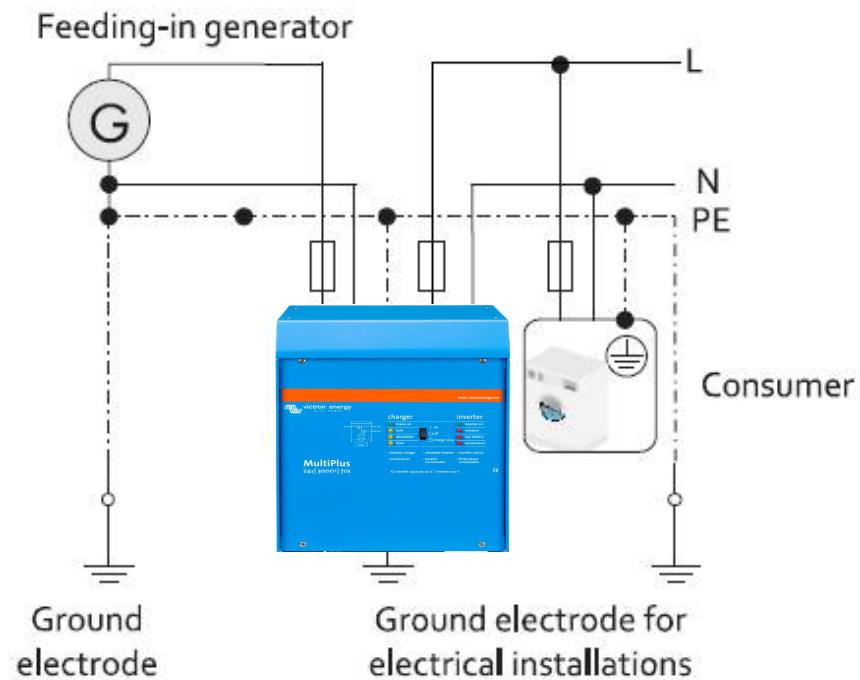 Feeding-in generator
G
L
N
PE
Consumer
victron energy
charger
inverter
MultiPlus
Ground
electrode
Ground electrode for
electrical installations